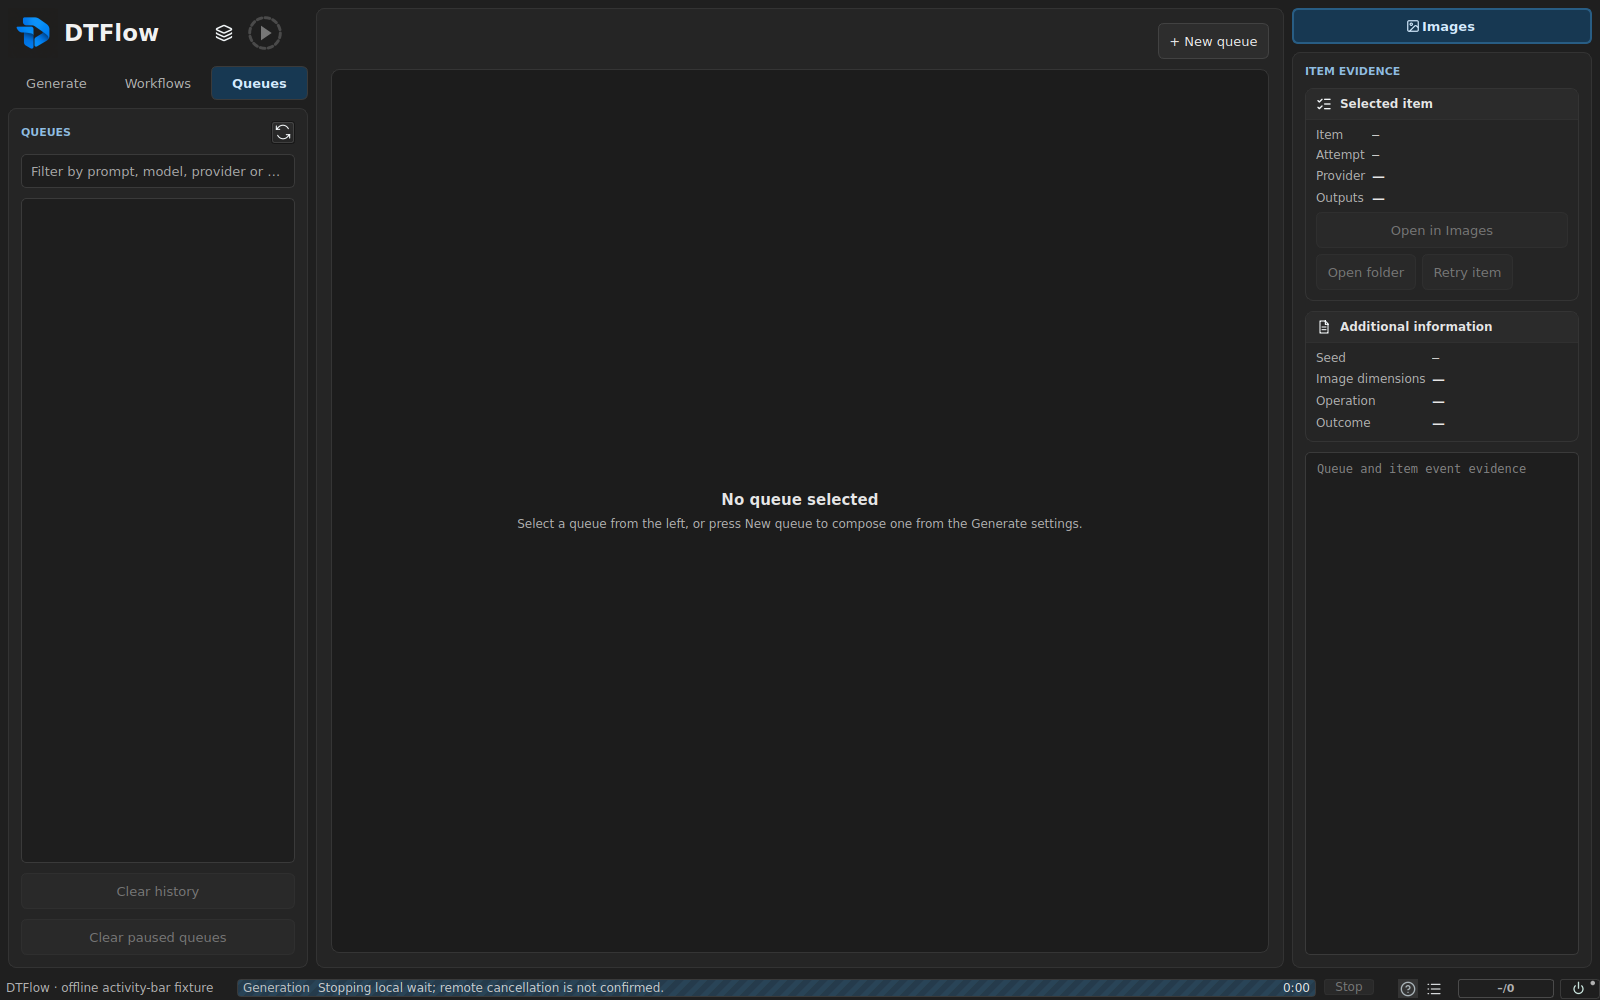 DTFlow
Generate
Workflows
Queues
QUEUES
Filter by prompt, model, provider or …
Clear history
Clear paused queues
+ New queue
No queue selected
Select a queue from the left, or press New queue to compose one from the Generate settings.
Images
ITEM EVIDENCE
Selected item
Item –
Attempt –
Provider —
Outputs —
Open in Images
Open folder
Retry item
Additional information
Seed –
Image dimensions —
Operation —
Outcome —
Queue and item event evidence
DTFlow · offline activity-bar fixture
Generation Stopping local wait; remote cancellation is not confirmed.
0:00
Stop
–/0